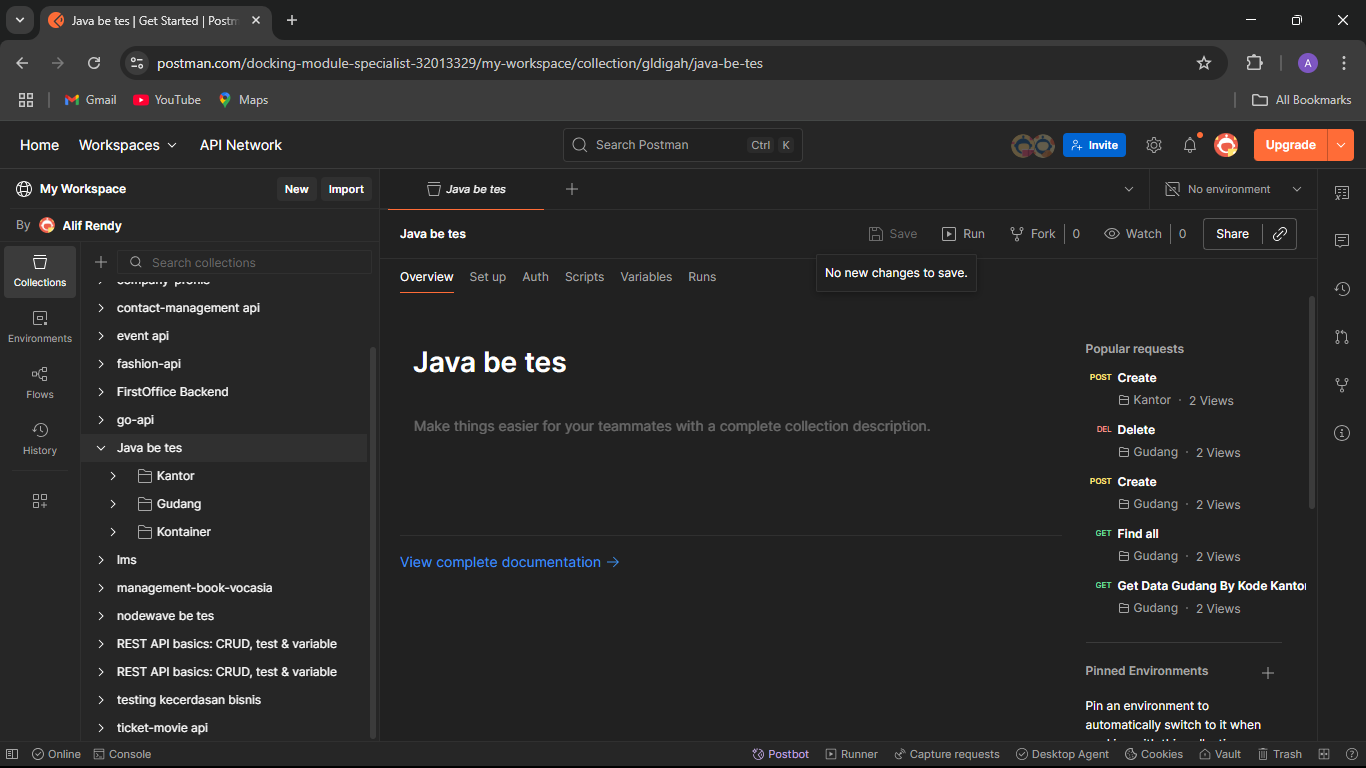 Java be tes | Get Started | Postm
postman.com/docking-module-specialist-32013329/my-workspace/collection/gldigah/java-be-tes
A
Gmail YouTube Maps All Bookmarks
Home Workspaces API Network Search Postman Ctrl K Invite Upgrade
My Workspace New Import
By Alif Rendy
Collections
Environments
Flows
History
Search collections
contact-management api
event api
fashion-api
FirstOffice Backend
go-api
Java be tes
Kantor
Gudang
Kontainer
lms
management-book-vocasia
nodewave be tes
REST API basics: CRUD, test & variable
REST API basics: CRUD, test & variable
testing kecerdasan bisnis
ticket-movie api
Java be tes No environment
Java be tes Save Run Fork 0 Watch 0 Share
Overview Set up Auth Scripts Variables Runs
No new changes to save.
Java be tes
Make things easier for your teammates with a complete collection description.
View complete documentation →
Popular requests
POST Create
Kantor · 2 Views
DEL Delete
Gudang · 2 Views
POST Create
Gudang · 2 Views
GET Find all
Gudang · 2 Views
GET Get Data Gudang By Kode Kantor
Gudang · 2 Views
Pinned Environments
Pin an environment to
automatically switch to it when
Online Console Postbot Runner Capture requests Desktop Agent Cookies Vault Trash